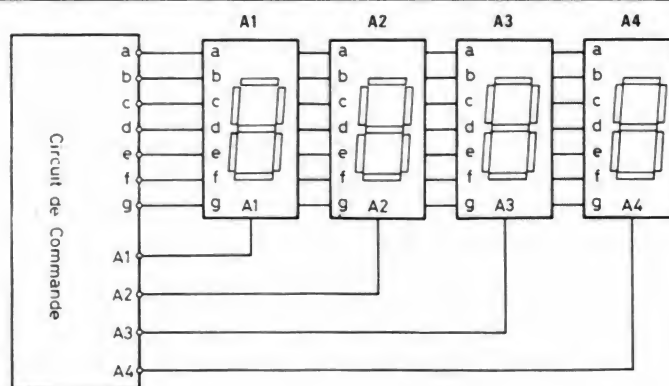 A1 A2 A3 A4
a a a a a
b b b b b
c c c c c
d d d d d
e e e e e
f f f f f
g g A1 g A2 g A3 g A4
Circuit de Commande
A1
A2
A3
A4